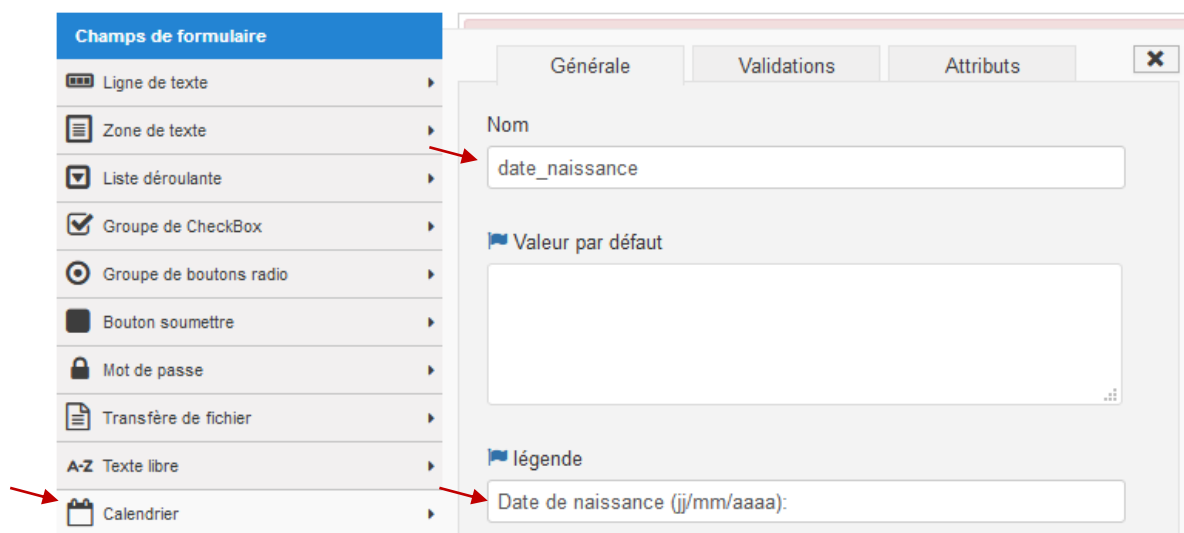 Champs de formulaire
Ligne de texte
Zone de texte
Liste déroulante
Groupe de CheckBox
Groupe de boutons radio
Bouton soumettre
Mot de passe
Transfère de fichier
A-Z Texte libre
Calendrier
Générale
Validations
Attributs
Nom
date_naissance
Valeur par défaut
légende
Date de naissance (jj/mm/aaaa):